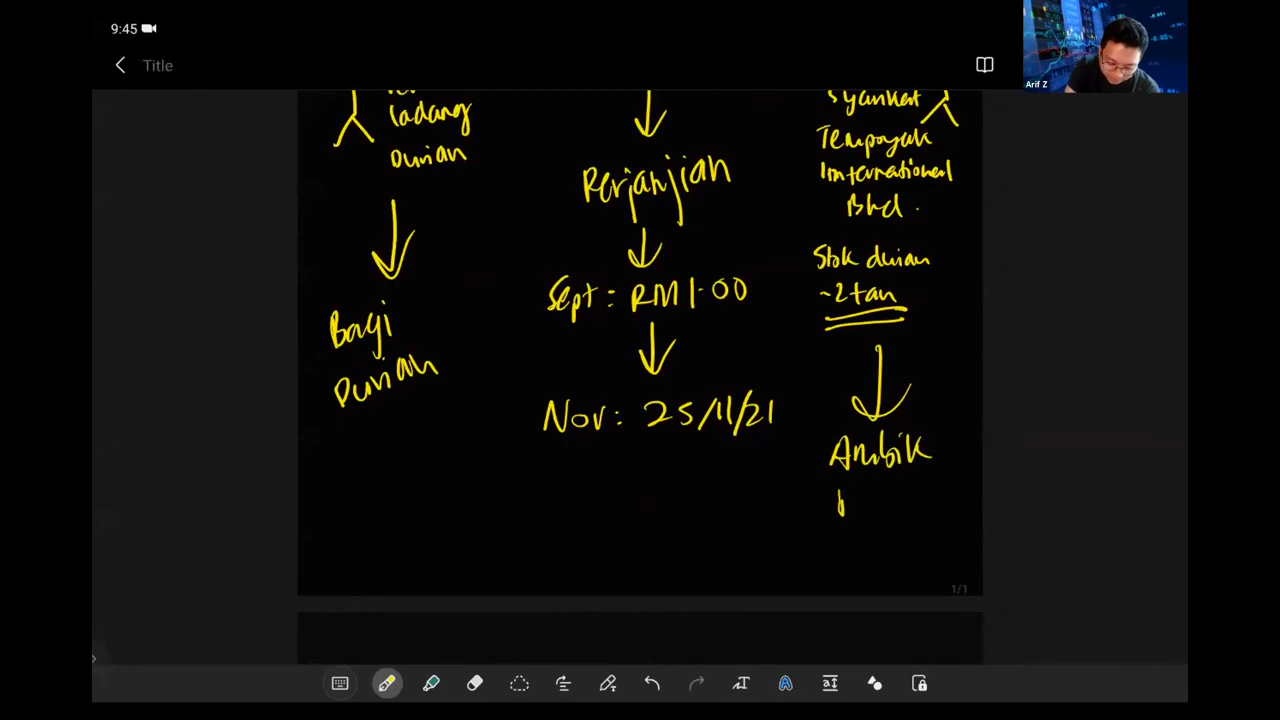 9:45
Title
Arif Z
ladang
Durian
Bagi
Durian
Perjanjian
Sept: RM1.00
Nov: 25/11/21
Syarikat
Tempoyak
International
Bhd.
Stok durian
~2 tan
Ambik
1/1